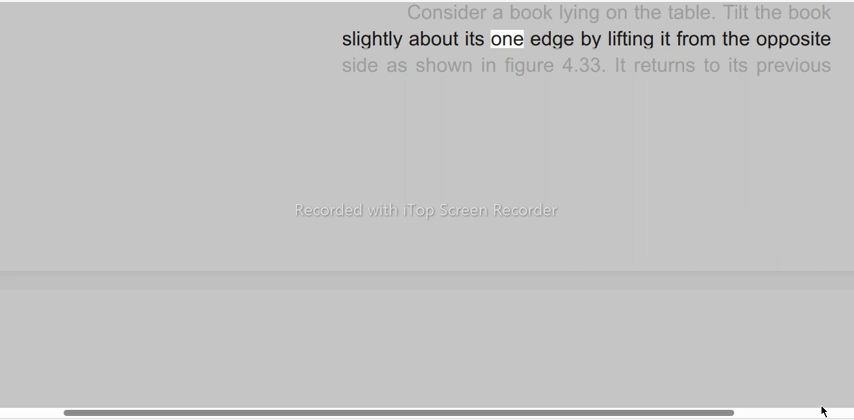 Consider a book lying on the table. Tilt the book
slightly about its one edge by lifting it from the opposite
side as shown in figure 4.33. It returns to its previous
Recorded with iTop Screen Recorder